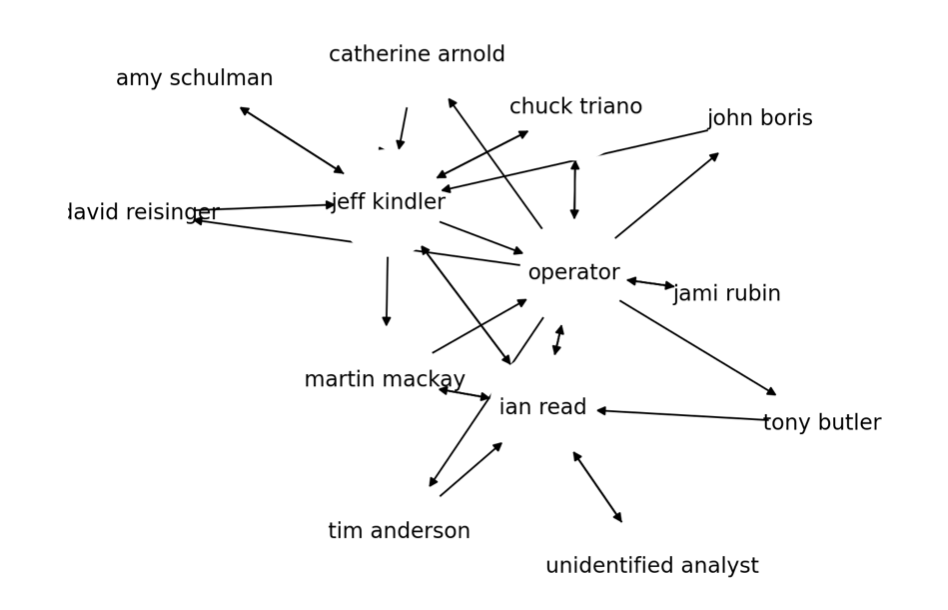 catherine arnold
amy schulman
chuck triano
john boris
jeff kindler
david reisinger
operator
jami rubin
martin mackay
ian read
tony butler
tim anderson
unidentified analyst